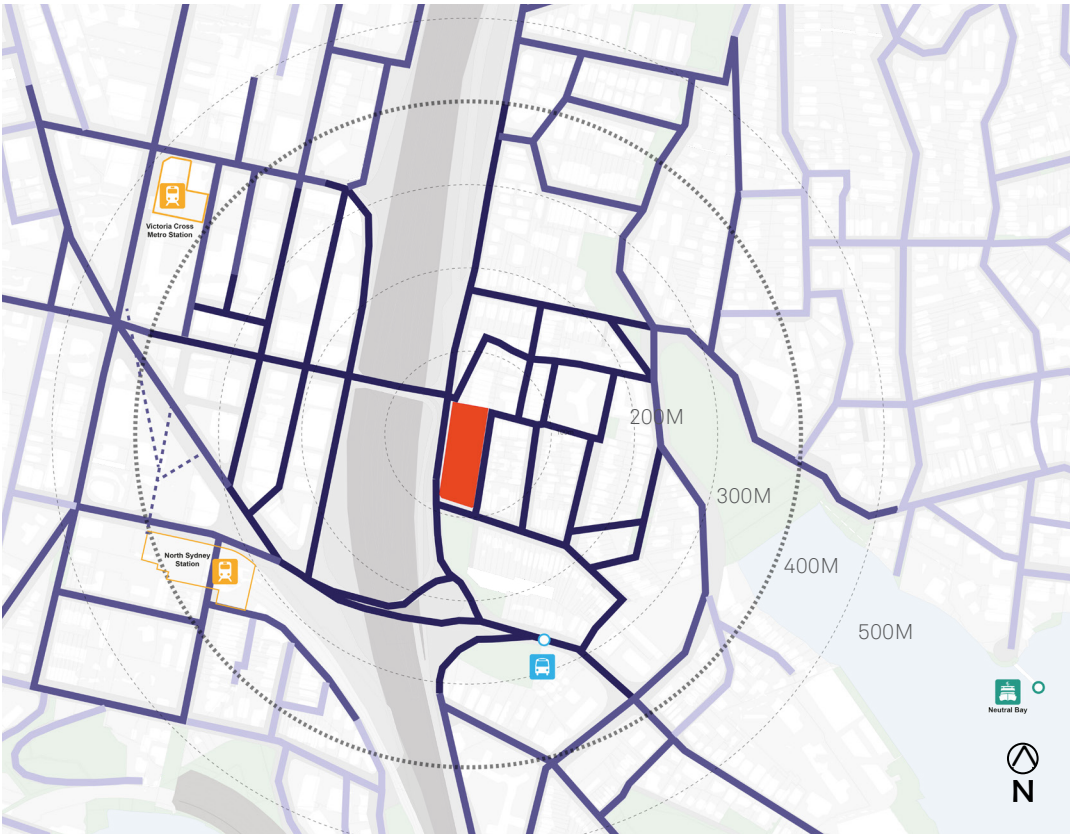 Victoria Cross
Metro Station
200M
300M
North Sydney
Station
400M
500M
Neutral Bay
N